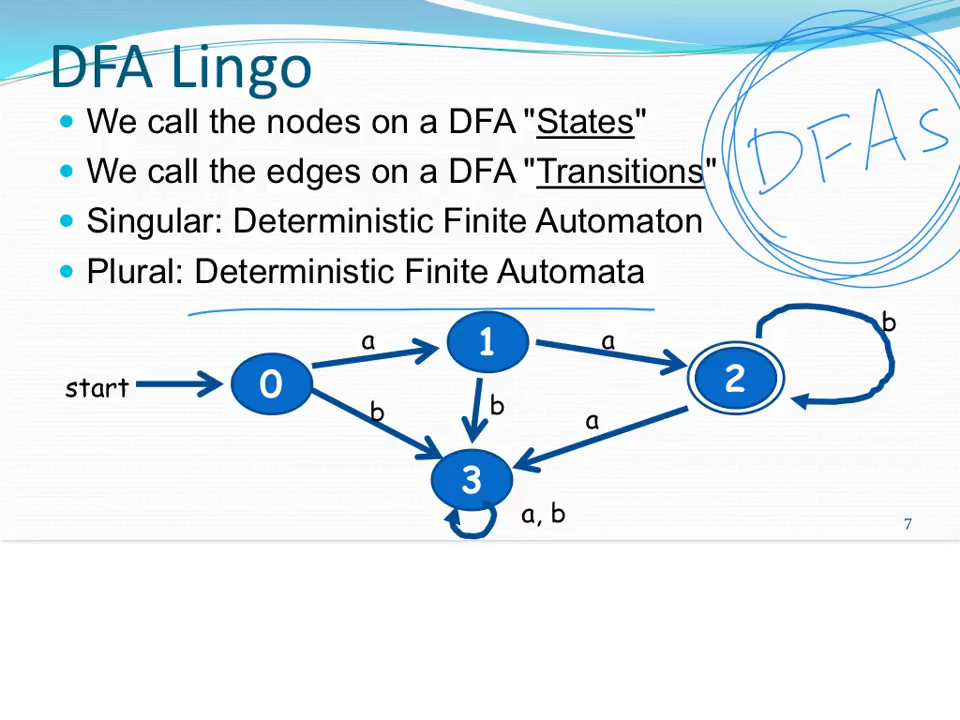 DFA Lingo
We call the nodes on a DFA "States"
We call the edges on a DFA "Transitions"
Singular: Deterministic Finite Automaton
Plural: Deterministic Finite Automata
DFAs
start
0
a
b
1
a
b
2
b
a
3
a, b
7